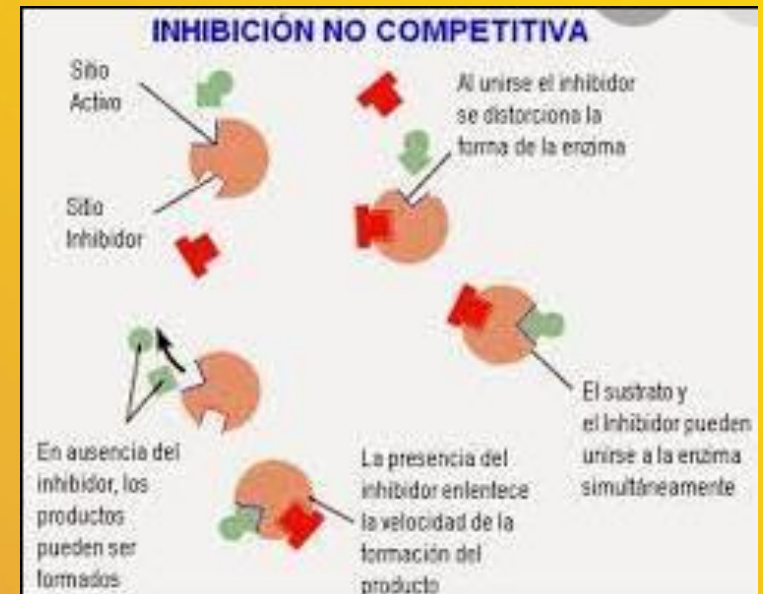 INHIBICIÓN NO COMPETITIVA
Sitio
Activo
Sitio
Inhibidor
Al unirse el inhibidor
se distorciona la
forma de la enzima
El sustrato y
el Inhibidor pueden
unirse a la enzima
simultáneamente
En ausencia del
inhibidor, los
productos
pueden ser
formados
La presencia del
inhibidor enlentece
la velocidad de la
formación del
producto